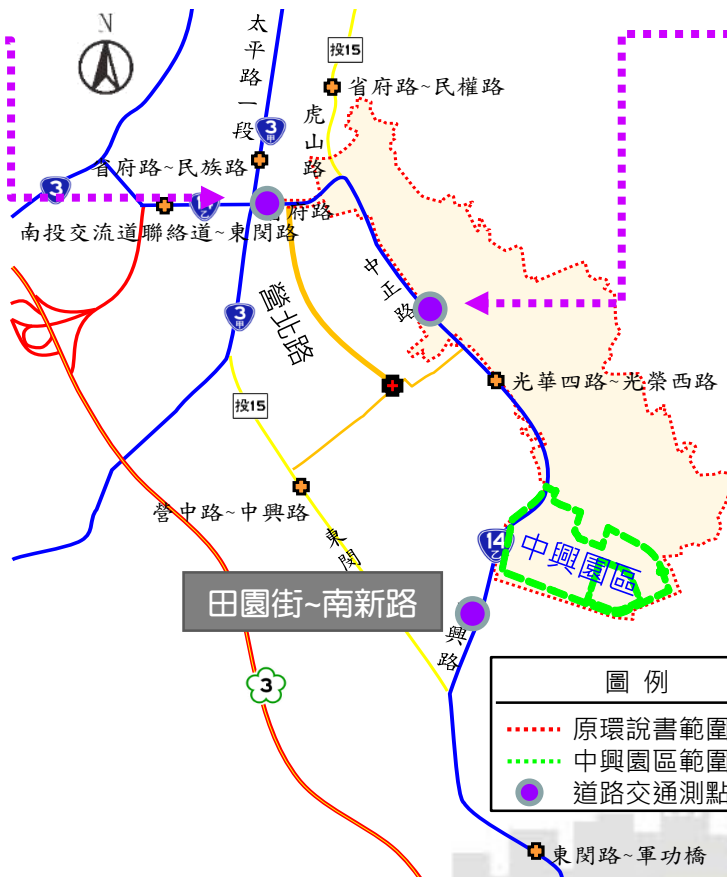 N
太平路一段
投15
省府路~民權路
虎山路
3甲
省府路~民族路
3
14乙
府路
南投交流道聯絡道~東閔路
中正路
3甲
營北路
光華四路~光榮西路
投15
營中路~中興路
東閔
14乙
中興園區
田園街~南新路
興路
3
圖例
原環說書範圍
中興園區範圍
道路交通測點
東閔路~軍功橋